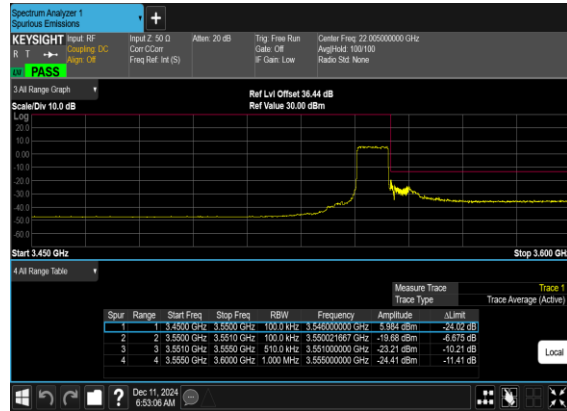 Spectrum Analyzer 1
Spurious Emissions
KEYSIGHT Input: RF Input Z: 50 Ω Atten: 20 dB Trig: Free Run Center Freq: 22.005000000 GHz
R T Coupling: DC Corr CCorr Gate: Off Avg|Hold: 100/100
Align: Off Freq Ref: Int (S) IF Gain: Low Radio Std: None
PASS
3 All Range Graph
Ref Lvl Offset 36.44 dB
Scale/Div 10.0 dB Ref Value 30.00 dBm
Log
20.0
10.0
0.00
-10.0
-20.0
-30.0
-40.0
-50.0
-60.0
Start 3.450 GHz Stop 3.600 GHz
4 All Range Table
Measure Trace Trace 1
Trace Type Trace Average (Active)
Spur Range Start Freq Stop Freq RBW Frequency Amplitude ΔLimit
1 1 3.4500 GHz 3.5500 GHz 100.0 kHz 3.546000000 GHz 5.984 dBm -24.02 dB
2 2 3.5500 GHz 3.5510 GHz 100.0 kHz 3.550021667 GHz -19.68 dBm -6.675 dB
3 3 3.5510 GHz 3.5550 GHz 510.0 kHz 3.551000000 GHz -23.21 dBm -10.21 dB
4 4 3.5550 GHz 3.6000 GHz 1.000 MHz 3.555000000 GHz -24.41 dBm -11.41 dB
Local
Dec 11, 2024
6:53:06 AM